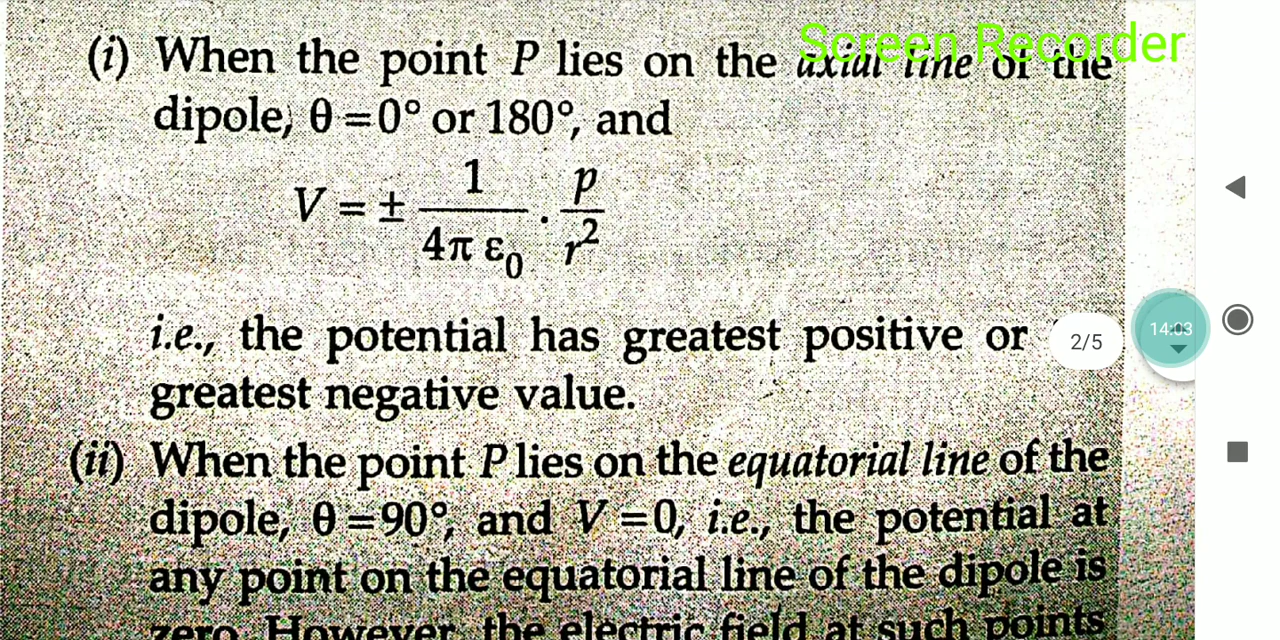 Screen Recorder
(i) When the point P lies on the axial line of the
dipole, θ = 0° or 180°, and
V = ± 1/4π ε₀ · p/r²
i.e., the potential has greatest positive or
greatest negative value.
2/5
14:03
(ii) When the point P lies on the equatorial line of the
dipole, θ = 90°, and V = 0, i.e., the potential at
any point on the equatorial line of the dipole is
zero. However, the electric field at such points